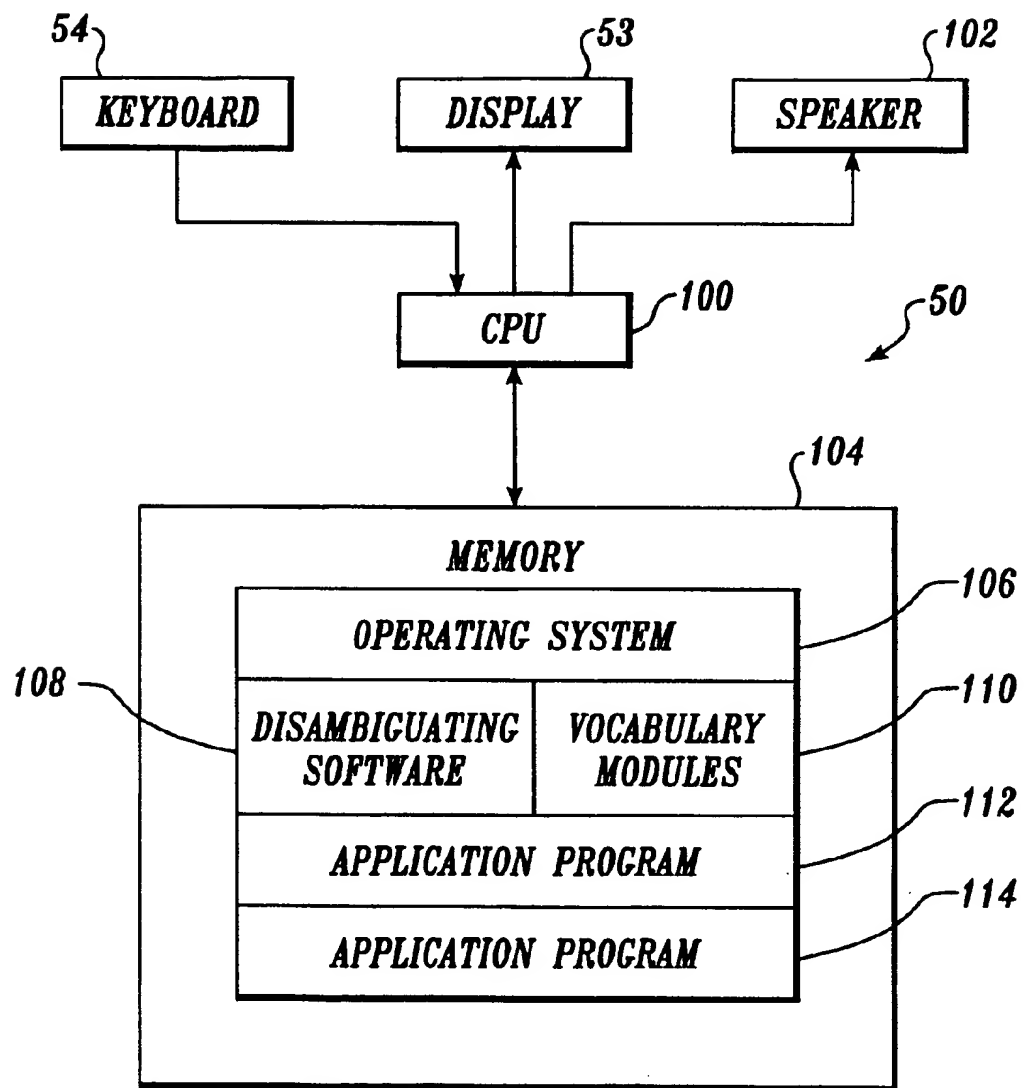 54 53 102
KEYBOARD DISPLAY SPEAKER
CPU 100 50
104
MEMORY
106
OPERATING SYSTEM
108 110
DISAMBIGUATING VOCABULARY
SOFTWARE MODULES
112
APPLICATION PROGRAM
114
APPLICATION PROGRAM